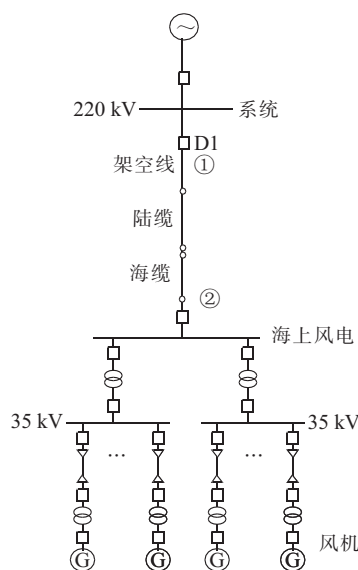 220 kV 系统
D1
架空线 ①
陆缆
海缆
②
海上风电
35 kV 35 kV
... ...
风机
G G G G